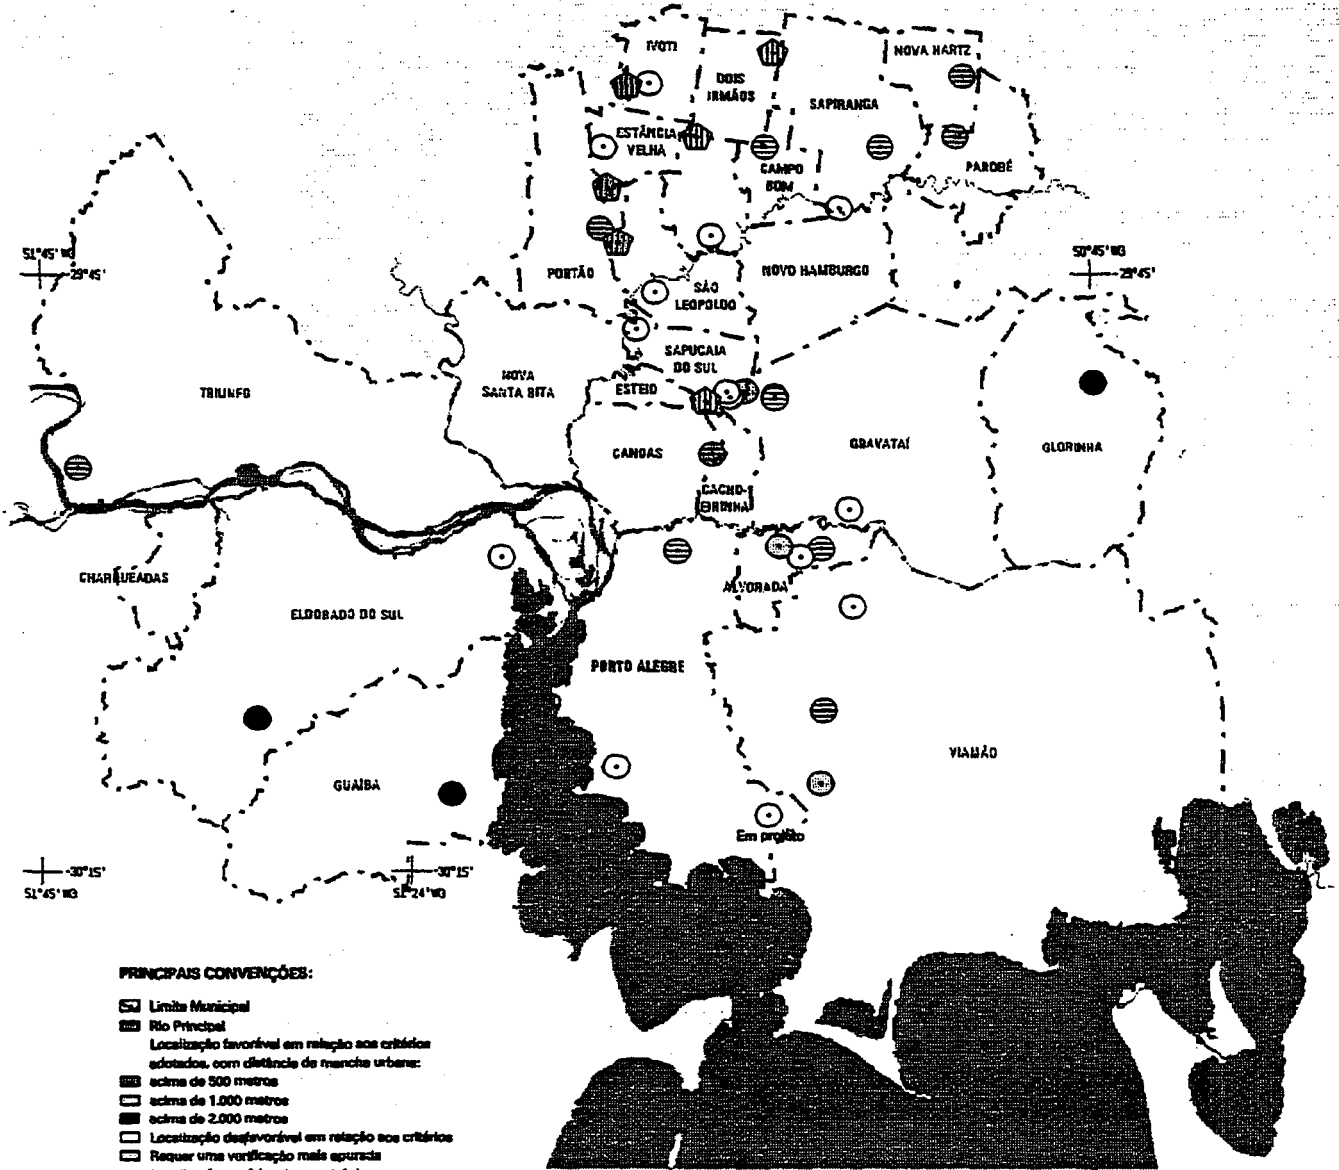 IVOTI
NOVA HARTZ
DOIS
IRMÃOS
SAPIRANGA
ESTÂNCIA
VELHA
CAMPO
BOM
PAROBÉ
51°45' WG
29°45'
50°45' WG
29°45'
PORTÃO
NOVO HAMBURGO
SÃO
LEOPOLDO
SAPUCAIA
DO SUL
NOVA
SANTA RITA
ESTEIO
TRIUNFO
CANOAS
GRAVATAÍ
GLORINHA
CACHO-
EIRINHA
CHARQUEADAS
ALVORADA
ELDORADO DO SUL
PORTO ALEGRE
VIAMÃO
GUAÍBA
Em projéto
-30°15'
51°45' WG
-30°15'
51°24' WG
PRINCIPAIS CONVENÇÕES:
Limite Municipal
Rio Principal
Localização favorável em relação aos critérios
adotados, com distância de mancha urbana:
acima de 500 metros
acima de 1.000 metros
acima de 2.000 metros
Localização desfavorável em relação aos critérios
Requer uma verificação mais apurada